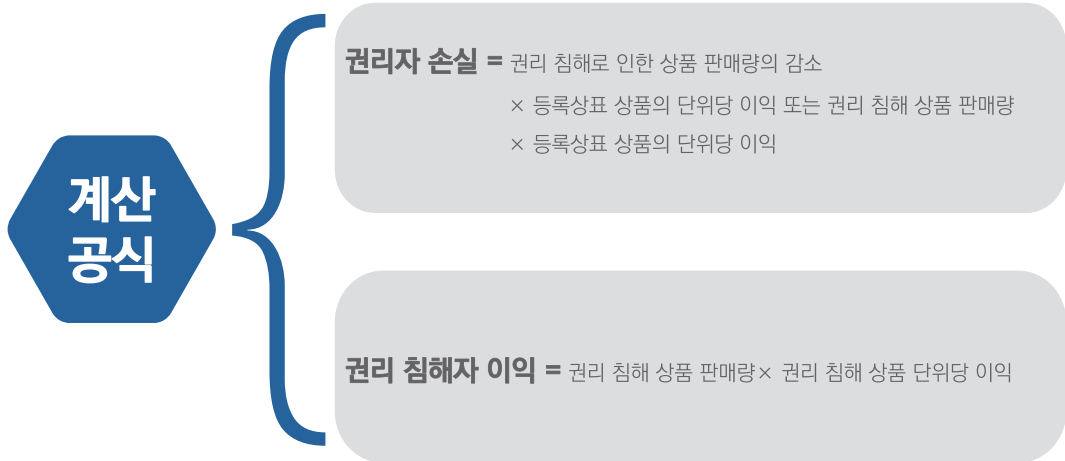 계산
공식
권리자 손실 = 권리 침해로 인한 상품 판매량의 감소
× 등록상표 상품의 단위당 이익 또는 권리 침해 상품 판매량
× 등록상표 상품의 단위당 이익
권리 침해자 이익 = 권리 침해 상품 판매량× 권리 침해 상품 단위당 이익